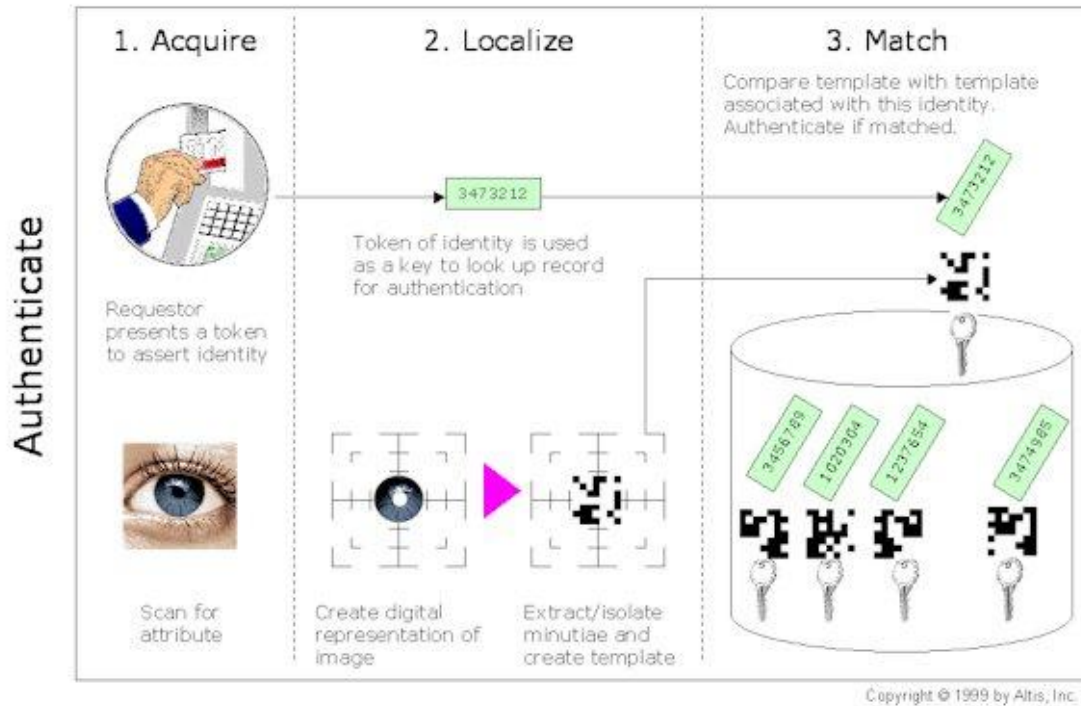 Authenticate
1. Acquire
2. Localize
3. Match
Compare template with template
associated with this identity.
Authenticate if matched.
3473212
3473212
Token of identity is used
as a key to look up record
for authentication
Requestor
presents a token
to assert identity
3456789
1020304
1237654
3474985
Scan for
attribute
Create digital
representation of
image
Extract/isolate
minutiae and
create template
Copyright © 1999 by Altis, Inc.